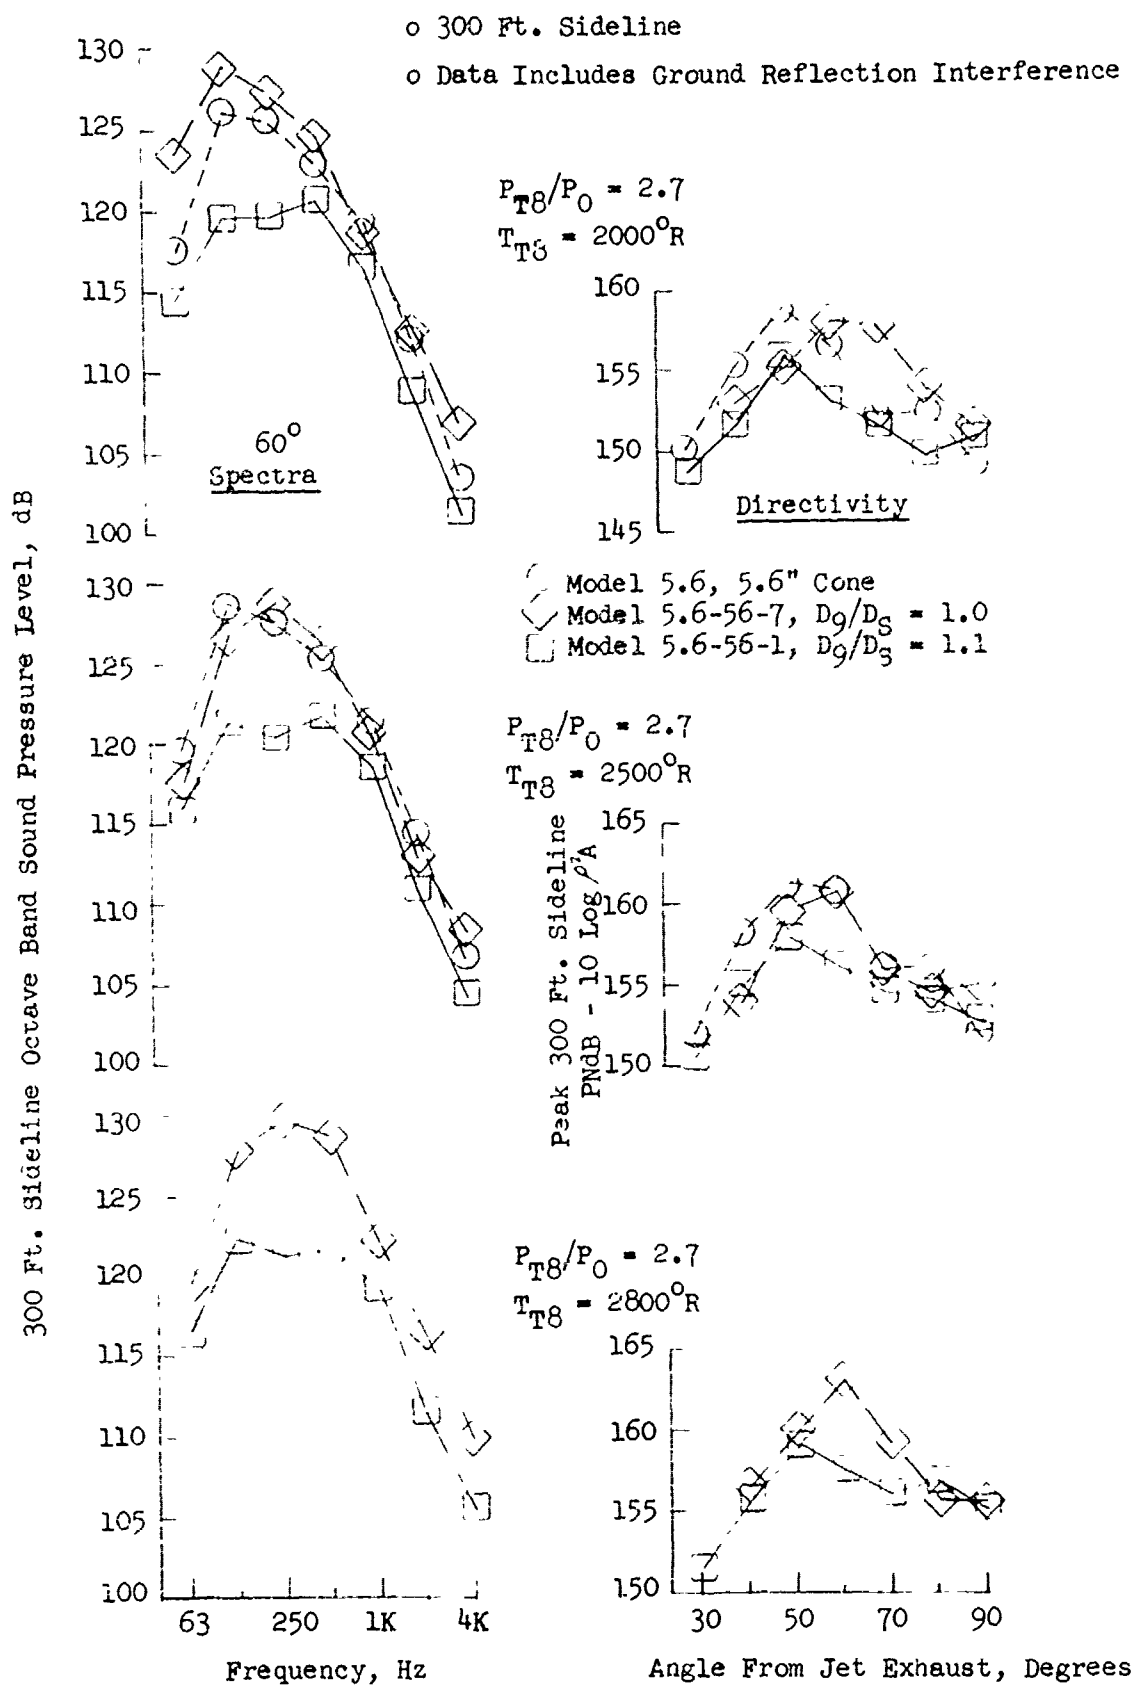 o 300 Ft. Sideline
o Data Includes Ground Reflection Interference
130
125
120
115
110
105
100
60°
Spectra
P_T8/P_O = 2.7
T_T8 = 2000°R
160
155
150
145
Directivity
Model 5.6, 5.6" Cone
Model 5.6-56-7, D9/DS = 1.0
Model 5.6-56-1, D9/DS = 1.1
130
125
120
115
110
105
100
P_T8/P_O = 2.7
T_T8 = 2500°R
165
160
155
150
Peak 300 Ft. Sideline
PNdB - 10 Log ρ²A
300 Ft. Sideline Octave Band Sound Pressure Level, dB
130
125
120
115
110
105
100
63 250 1K 4K
Frequency, Hz
P_T8/P_O = 2.7
T_T8 = 2800°R
165
160
155
150
30 50 70 90
Angle From Jet Exhaust, Degrees